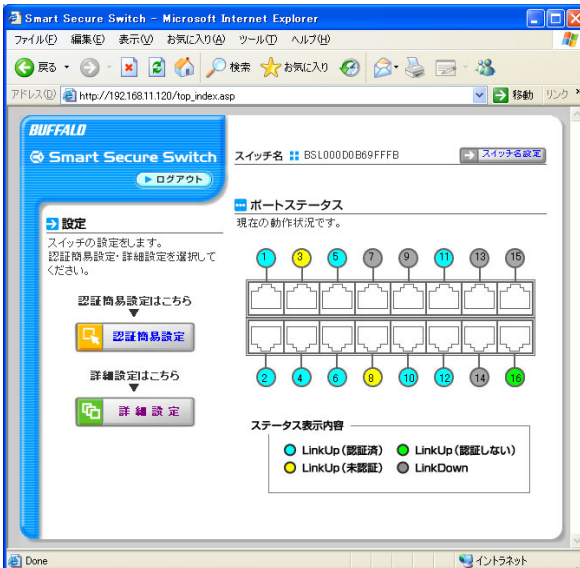 Smart Secure Switch - Microsoft Internet Explorer
ファイル(F) 編集(E) 表示(V) お気に入り(A) ツール(T) ヘルプ(H)
戻る 検索 お気に入り
アドレス(D) http://192.168.11.120/top_index.asp 移動 リンク »
BUFFALO
Smart Secure Switch
ログアウト
スイッチ名 BSL000D0B69FFFB スイッチ名設定
設定
スイッチの設定をします。
認証簡易設定・詳細設定を選択して
ください。
認証簡易設定はこちら
認証簡易設定
詳細設定はこちら
詳細設定
ポートステータス
現在の動作状況です。
1 3 5 7 9 11 13 15
2 4 6 8 10 12 14 16
ステータス表示内容
LinkUp(認証済) LinkUp(認証しない)
LinkUp(未認証) LinkDown
Done イントラネット